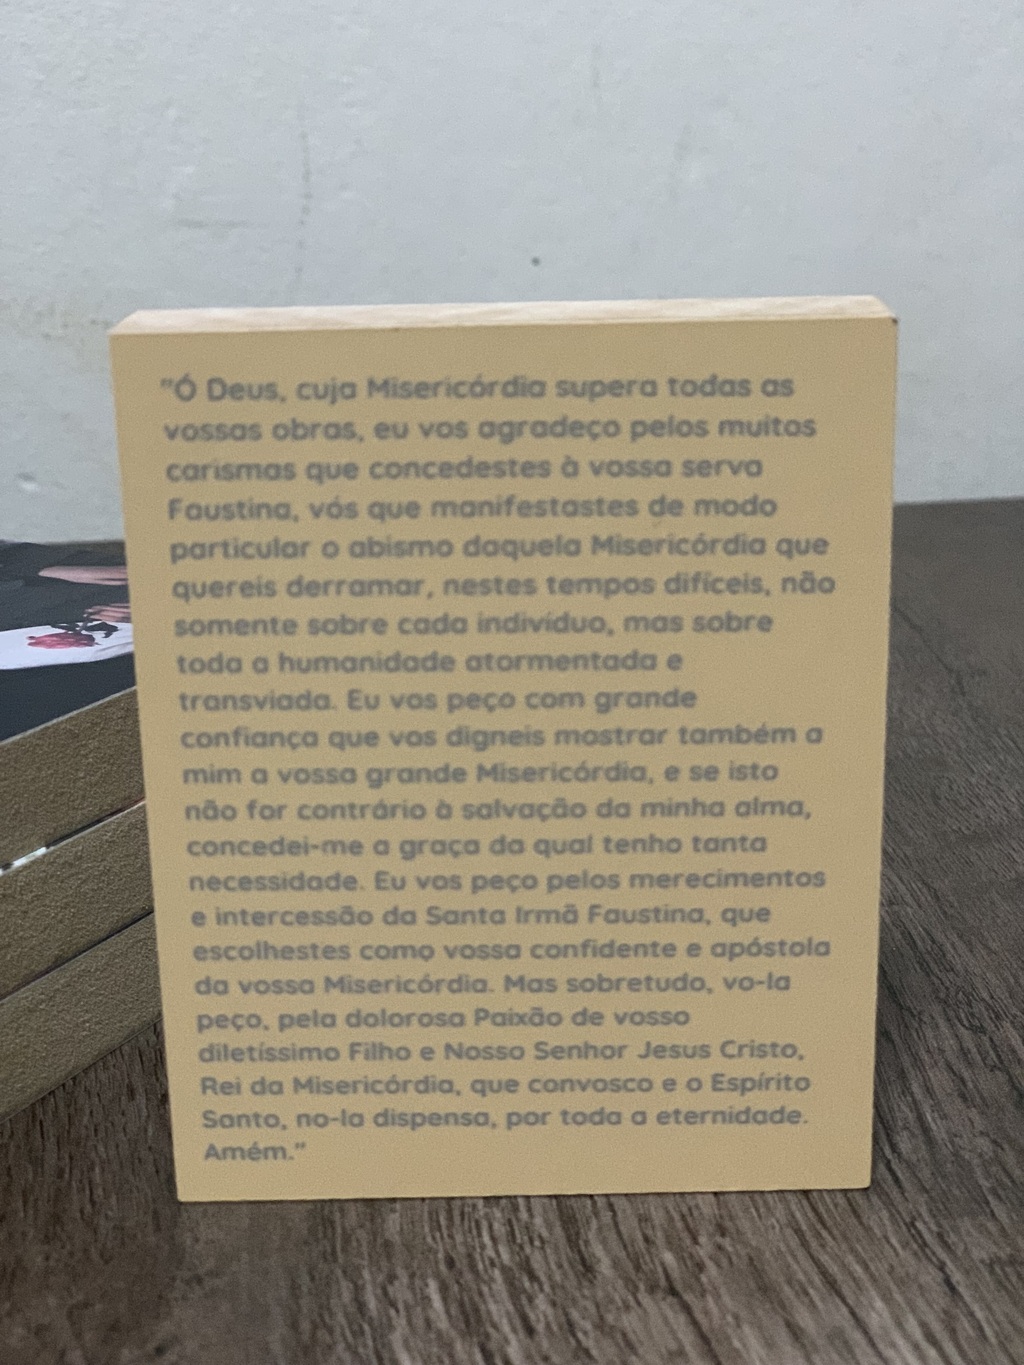 "Ó Deus, cuja Misericórdia supera todas as
vossas obras, eu vos agradeço pelos muitos
carismas que concedestes à vossa serva
Faustina, vós que manifestastes de modo
particular o abismo daquela Misericórdia que
quereis derramar, nestes tempos difíceis, não
somente sobre cada indivíduo, mas sobre
toda a humanidade atormentada e
transviada. Eu vos peço com grande
confiança que vos digneis mostrar também a
mim a vossa grande Misericórdia, e se isto
não for contrário à salvação da minha alma,
concedei-me a graça da qual tenho tanta
necessidade. Eu vos peço pelos merecimentos
e intercessão da Santa Irmã Faustina, que
escolhestes como vossa confidente e apóstola
da vossa Misericórdia. Mas sobretudo, vo-la
peço, pela dolorosa Paixão de vosso
diletíssimo Filho e Nosso Senhor Jesus Cristo,
Rei da Misericórdia, que convosco e o Espírito
Santo, no-la dispensa, por toda a eternidade.
Amém."